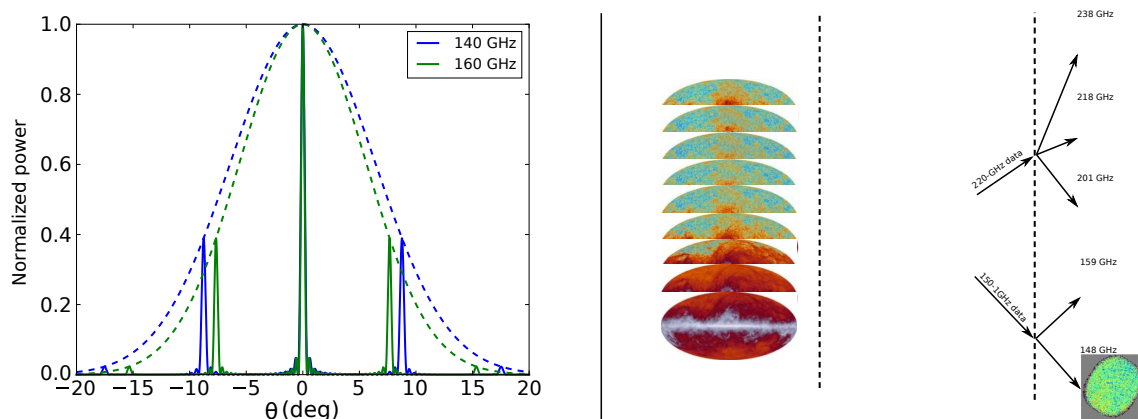 1.0
0.8
0.6
0.4
0.2
0.0
−20 −15 −10 −5 0 5 10 15 20
Normalized power
θ (deg)
140 GHz
160 GHz
238 GHz
218 GHz
220-GHz data
201 GHz
159 GHz
150-1GHz data
148 GHz